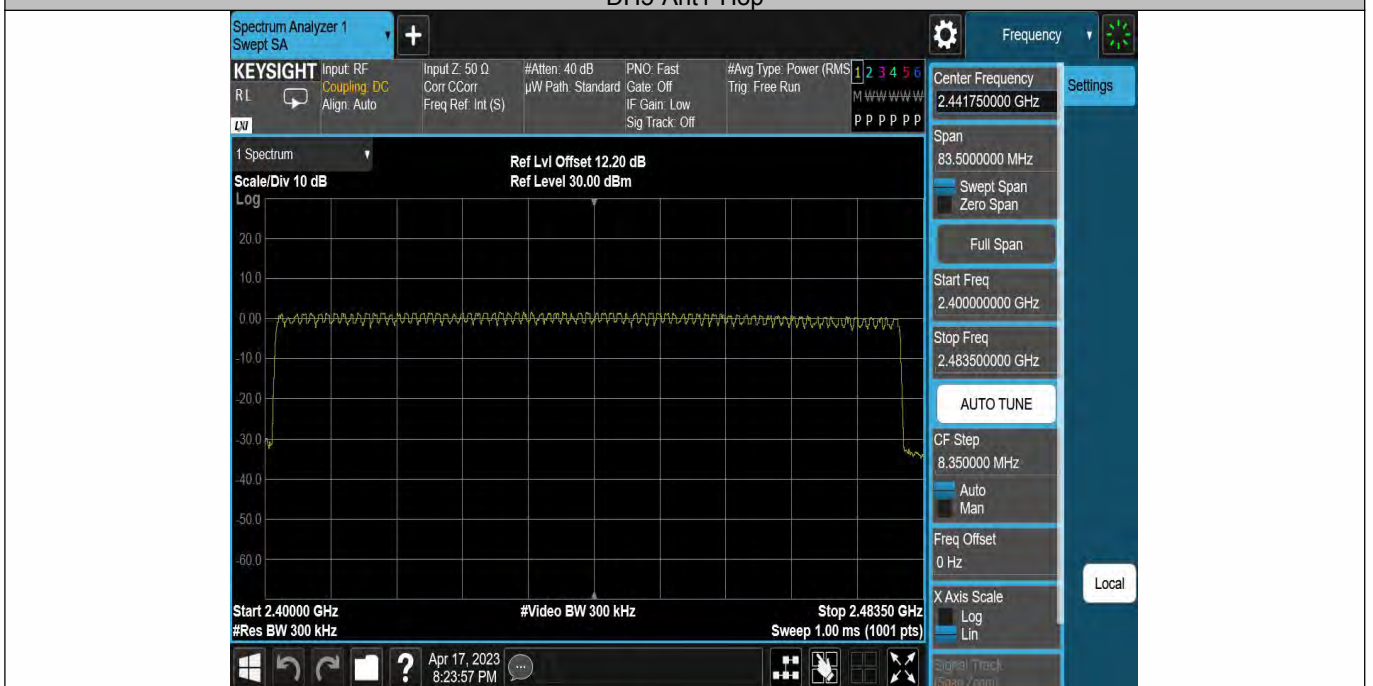 DH5-Ant1-Hop
Spectrum Analyzer 1
Swept SA
+
Frequency
KEYSIGHT
RL
LXI
Input: RF
Coupling: DC
Align: Auto
Input Z: 50 Ω
Corr CCorr
Freq Ref: Int (S)
#Atten: 40 dB
µW Path: Standard
PNO: Fast
Gate: Off
IF Gain: Low
Sig Track: Off
#Avg Type: Power (RMS
Trig: Free Run
1 2 3 4 5 6
M W W W W W
P P P P P P
1 Spectrum
Scale/Div 10 dB
Log
Ref Lvl Offset 12.20 dB
Ref Level 30.00 dBm
20.0
10.0
0.00
-10.0
-20.0
-30.0
-40.0
-50.0
-60.0
Start 2.40000 GHz
#Res BW 300 kHz
#Video BW 300 kHz
Stop 2.48350 GHz
Sweep 1.00 ms (1001 pts)
Center Frequency
2.441750000 GHz
Settings
Span
83.5000000 MHz
Swept Span
Zero Span
Full Span
Start Freq
2.400000000 GHz
Stop Freq
2.483500000 GHz
AUTO TUNE
CF Step
8.350000 MHz
Auto
Man
Freq Offset
0 Hz
X Axis Scale
Log
Lin
Local
Signal Track
(Span Zoom)
?
Apr 17, 2023
8:23:57 PM